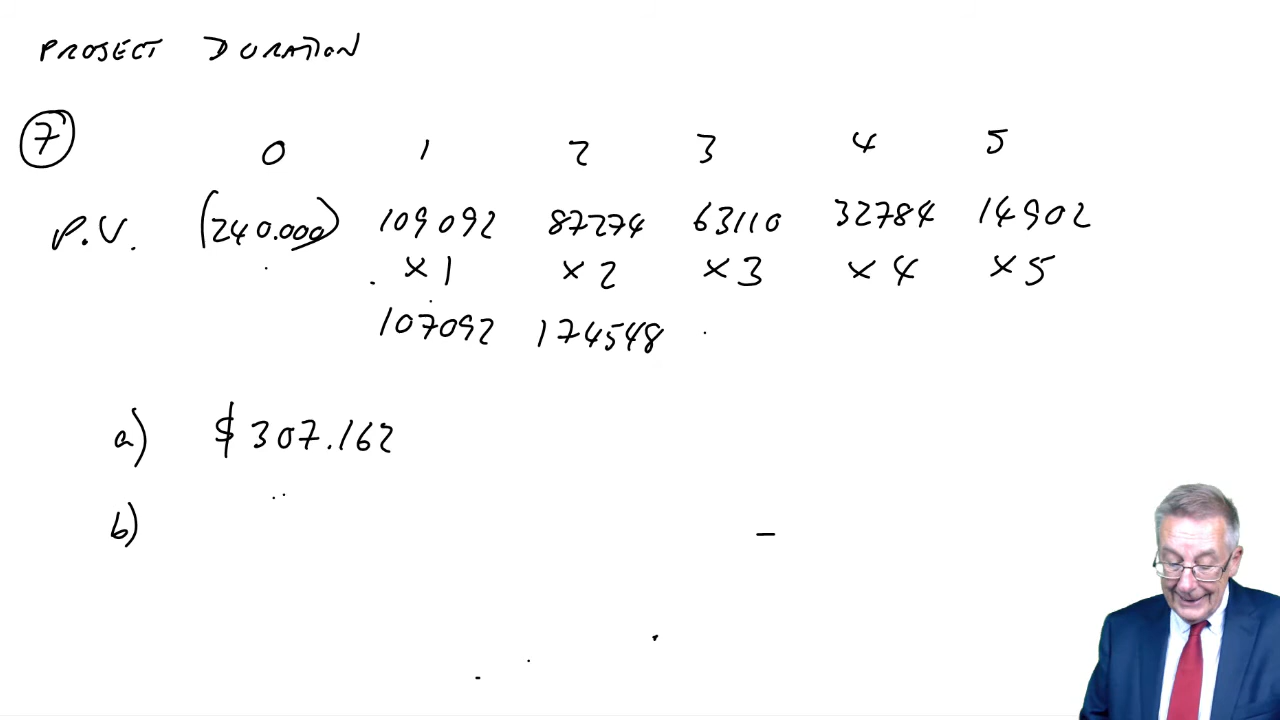 PROJECT DURATION
7 0 1 2 3 4 5
P.V. (240.000) 109092 87274 63110 32784 14902
×1 ×2 ×3 ×4 ×5
107092 174548
a) $307.162
b) –